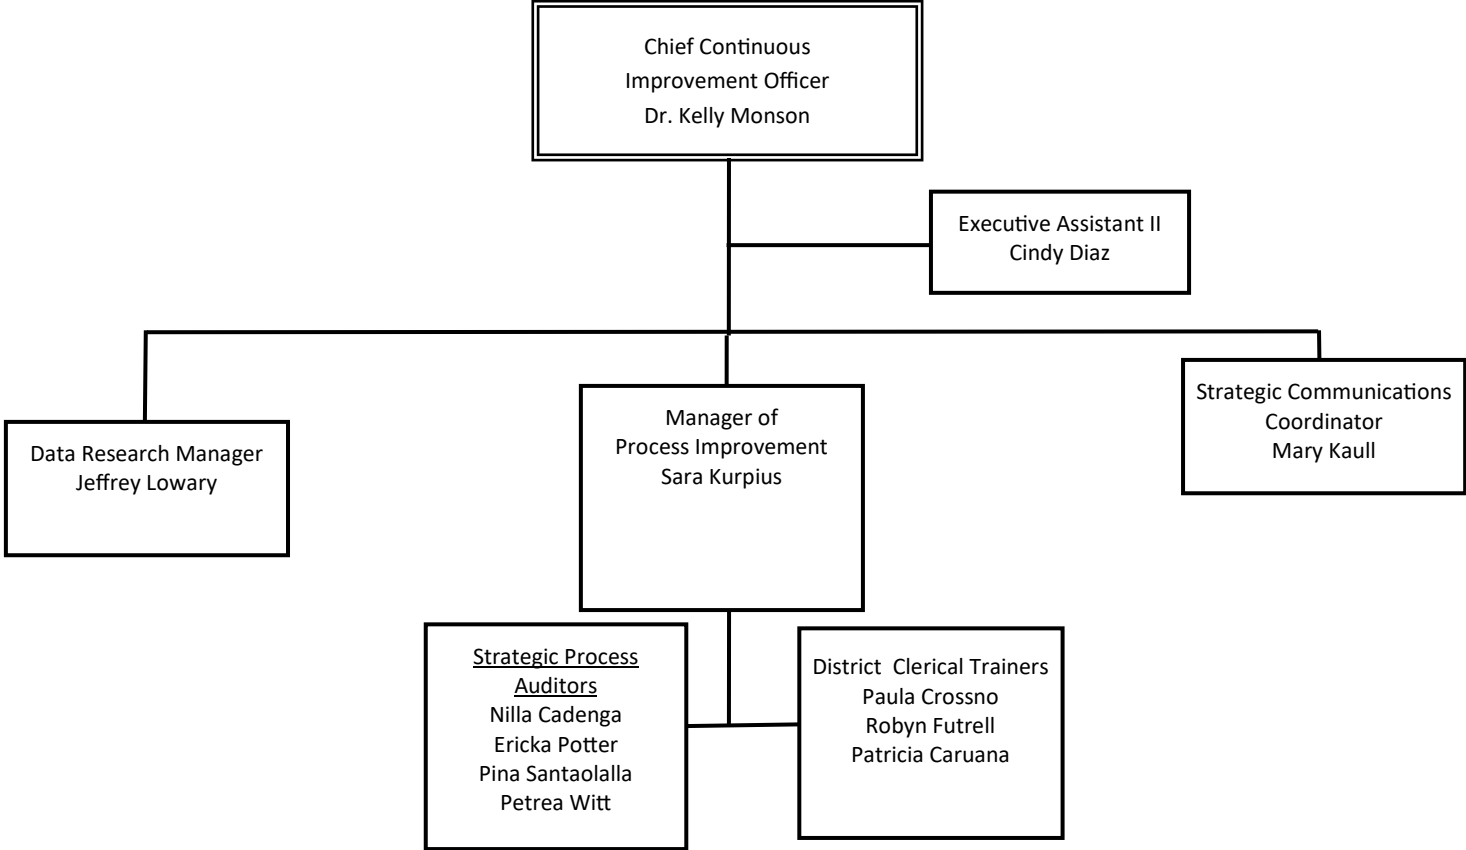 Chief Continuous
Improvement Officer
Dr. Kelly Monson
Executive Assistant II
Cindy Diaz
Data Research Manager
Jeffrey Lowary
Manager of
Process Improvement
Sara Kurpius
Strategic Communications
Coordinator
Mary Kaull
Strategic Process
Auditors
Nilla Cadenga
Ericka Potter
Pina Santaolalla
Petrea Witt
District  Clerical Trainers
Paula Crossno
Robyn Futrell
Patricia Caruana